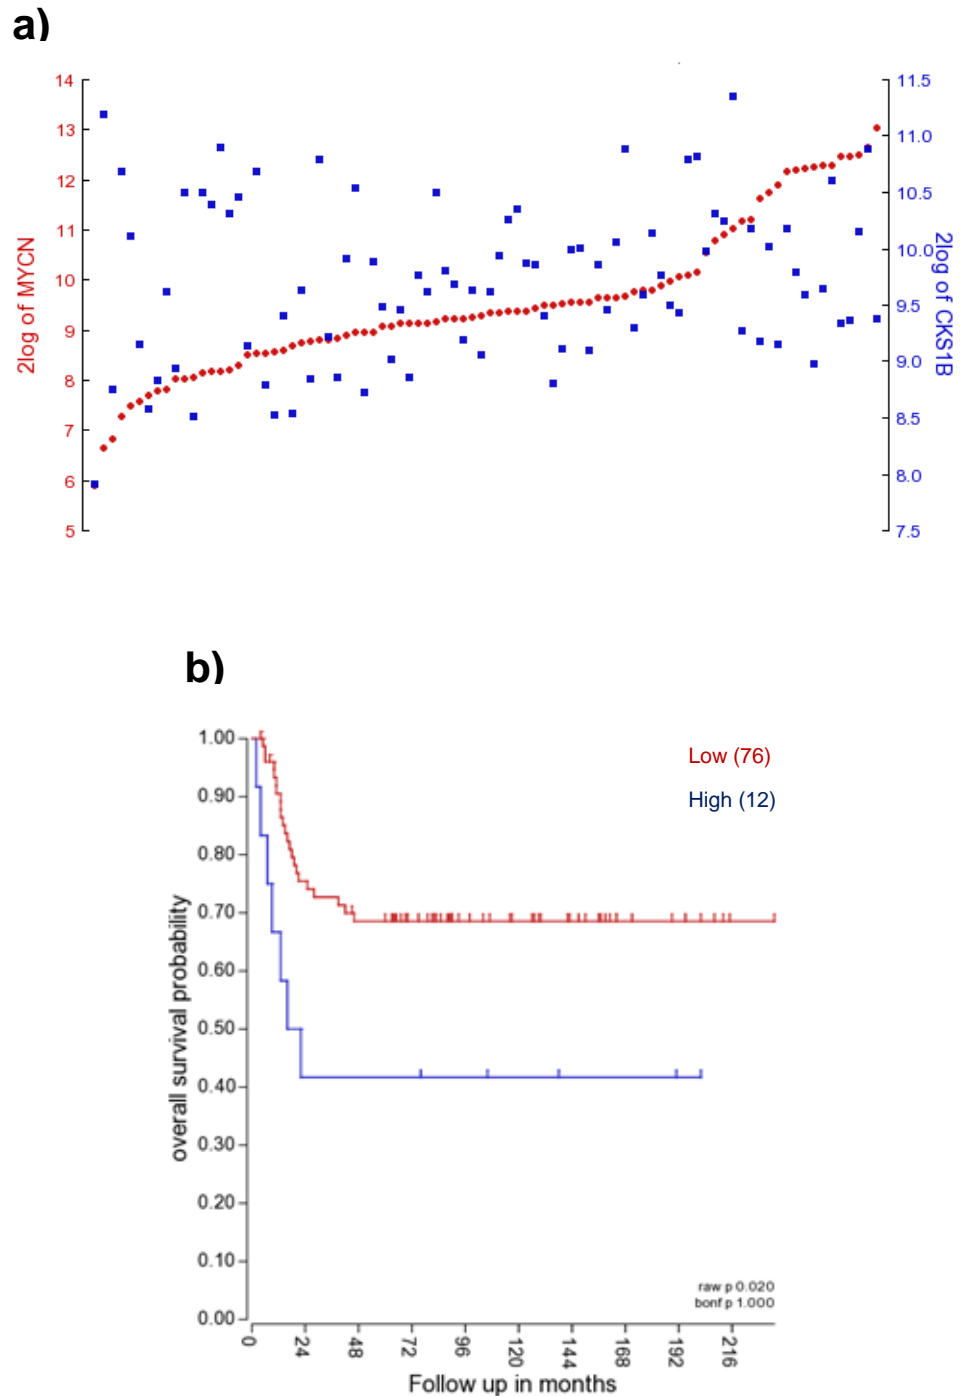 a)
14
13
12
11
10
9
8
7
6
5
2log of MYCN
11.5
11.0
10.5
10.0
9.5
9.0
8.5
8.0
7.5
2log of CKS1B
b)
1.00
0.90
0.80
0.70
0.60
0.50
0.40
0.30
0.20
0.10
0.00
overall survival probability
Low (76)
High (12)
raw p 0.020
bonf p 1.000
0 24 48 72 96 120 144 168 192 216
Follow up in months